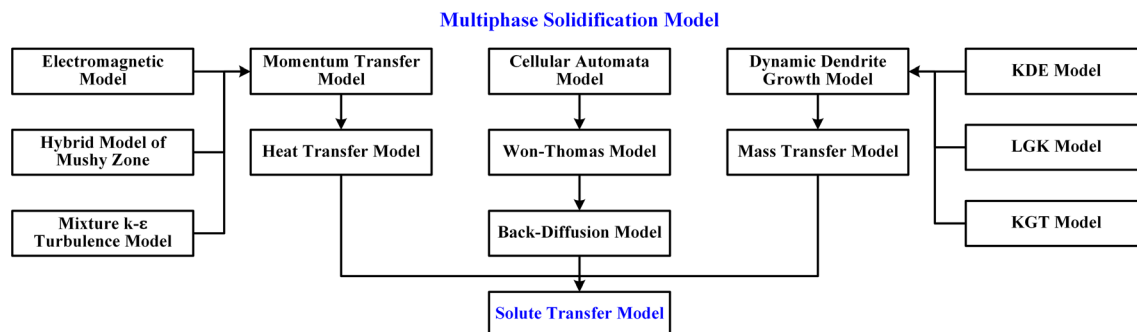 Multiphase Solidification Model
Electromagnetic
Model
Momentum Transfer
Model
Cellular Automata
Model
Dynamic Dendrite
Growth Model
KDE Model
Hybrid Model of
Mushy Zone
Heat Transfer Model
Won-Thomas Model
Mass Transfer Model
LGK Model
Mixture k-ε
Turbulence Model
Back-Diffusion Model
KGT Model
Solute Transfer Model